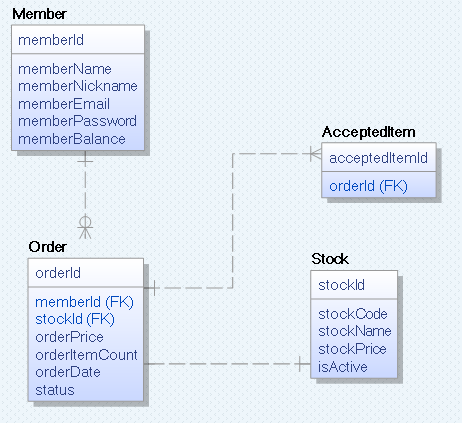 Member
memberId
memberName
memberNickname
memberEmail
memberPassword
memberBalance
AcceptedItem
acceptedItemId
orderId (FK)
Order
orderId
memberId (FK)
stockId (FK)
orderPrice
orderItemCount
orderDate
status
Stock
stockId
stockCode
stockName
stockPrice
isActive